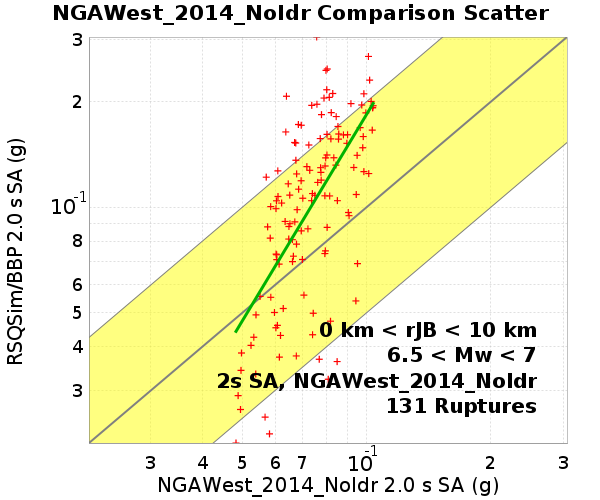 NGAWest_2014_NoIdr Comparison Scatter
RSQSim/BBP 2.0 s SA (g)
3
2
10-1
8
6
5
4
3
0 km < rJB < 10 km
6.5 < Mw < 7
2s SA, NGAWest_2014_NoIdr
131 Ruptures
3 4 5 6 7 10-1 2 3
NGAWest_2014_NoIdr 2.0 s SA (g)